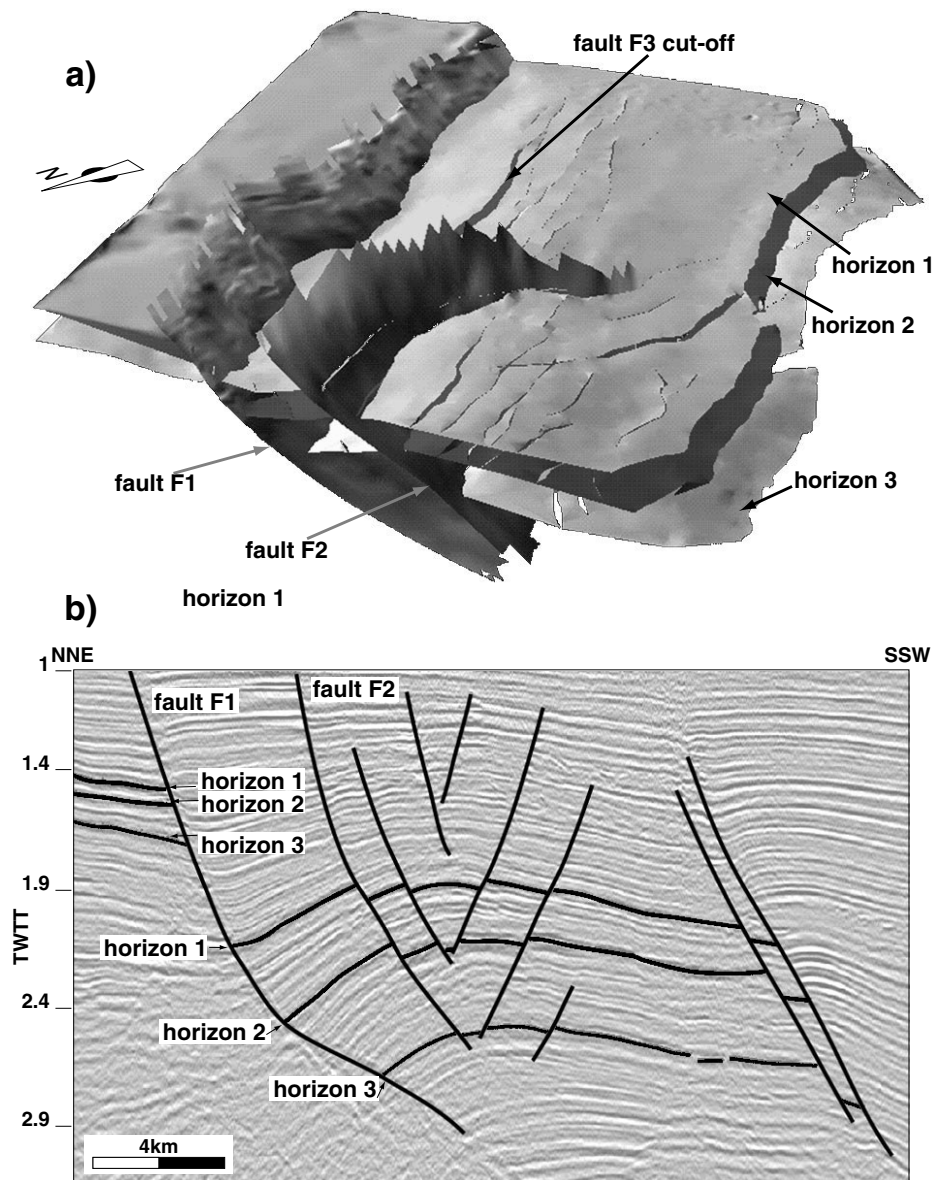 a)
fault F3 cut-off
N
horizon 1
horizon 2
horizon 3
fault F1
fault F2
horizon 1
b)
NNE
SSW
1
fault F1
fault F2
1.4
horizon 1
horizon 2
horizon 3
1.9
TWTT
horizon 1
2.4
horizon 2
horizon 3
2.9
4km